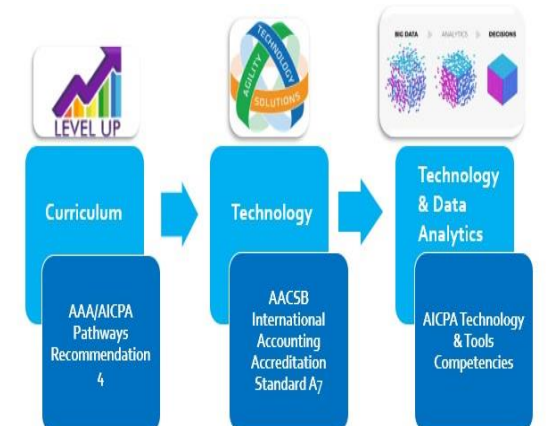 LEVEL UP
AGILITY
TECHNOLOGY
SOLUTIONS
BIG DATA
ANALYTICS
DECISIONS
Curriculum
Technology
Technology
& Data
Analytics
AAA/AICPA
Pathways
Recommendation
4
AACSB
International
Accounting
Accreditation
Standard A7
AICPA Technology
& Tools
Competencies